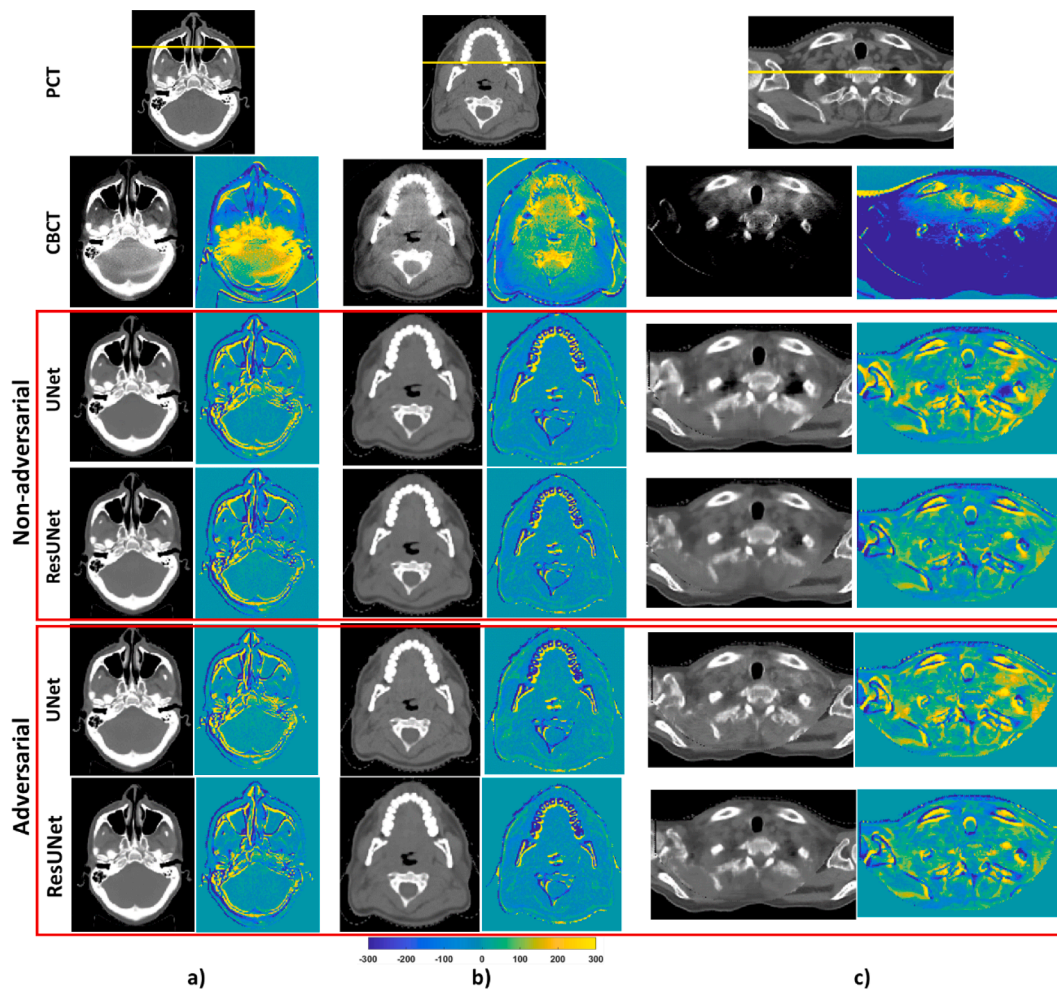 PCT
CBCT
Non-adversarial
UNet
ResUNet
Adversarial
UNet
ResUNet
-300 -200 -100 0 100 200 300
a) b) c)